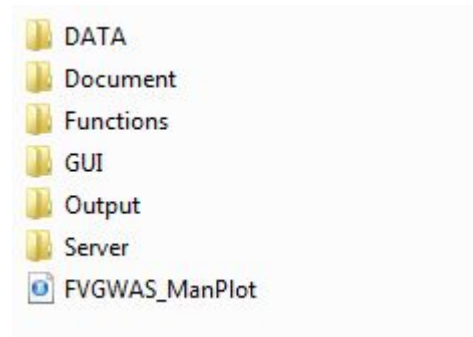 DATA
Document
Functions
GUI
Output
Server
FVGWAS_ManPlot